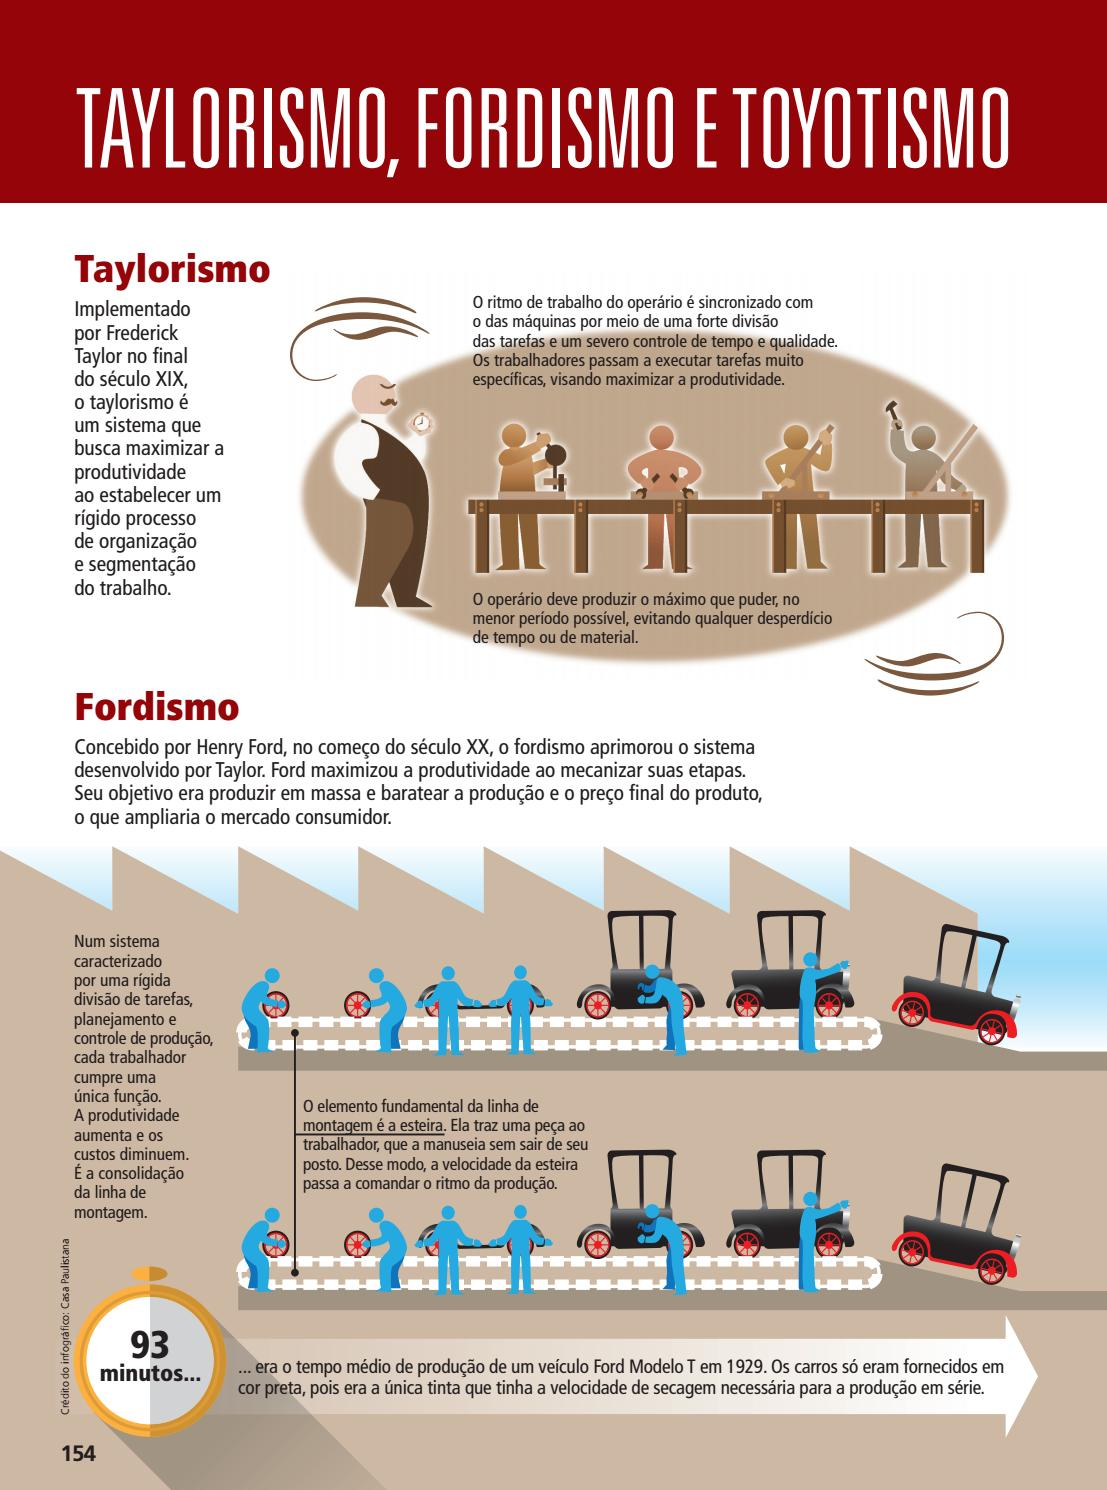 TAYLORISMO, FORDISMO E TOYOTISMO
Taylorismo
Implementado
por Frederick
Taylor no final
do século XIX,
o taylorismo é
um sistema que
busca maximizar a
produtividade
ao estabelecer um
rígido processo
de organização
e segmentação
do trabalho.
O ritmo de trabalho do operário é sincronizado com
o das máquinas por meio de uma forte divisão
das tarefas e um severo controle de tempo e qualidade.
Os trabalhadores passam a executar tarefas muito
específicas, visando maximizar a produtividade.
O operário deve produzir o máximo que puder, no
menor período possível, evitando qualquer desperdício
de tempo ou de material.
Fordismo
Concebido por Henry Ford, no começo do século XX, o fordismo aprimorou o sistema
desenvolvido por Taylor. Ford maximizou a produtividade ao mecanizar suas etapas.
Seu objetivo era produzir em massa e baratear a produção e o preço final do produto,
o que ampliaria o mercado consumidor.
Num sistema
caracterizado
por uma rígida
divisão de tarefas,
planejamento e
controle de produção,
cada trabalhador
cumpre uma
única função.
A produtividade
aumenta e os
custos diminuem.
É a consolidação
da linha de
montagem.
O elemento fundamental da linha de
montagem é a esteira. Ela traz uma peça ao
trabalhador, que a manuseia sem sair de seu
posto. Desse modo, a velocidade da esteira
passa a comandar o ritmo da produção.
Crédito do infográfico: Casa Paulistana
93
minutos...
... era o tempo médio de produção de um veículo Ford Modelo T em 1929. Os carros só eram fornecidos em
cor preta, pois era a única tinta que tinha a velocidade de secagem necessária para a produção em série.
154